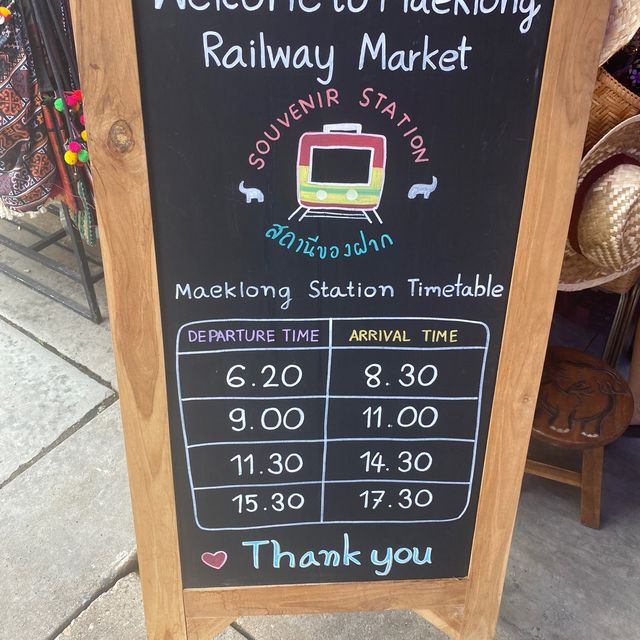 Welcome to Maeklong
Railway Market
SOUVENIR STATION
สถานีของฝาก
Maeklong Station Timetable
DEPARTURE TIME ARRIVAL TIME
6.20 8.30
9.00 11.00
11.30 14.30
15.30 17.30
Thank you